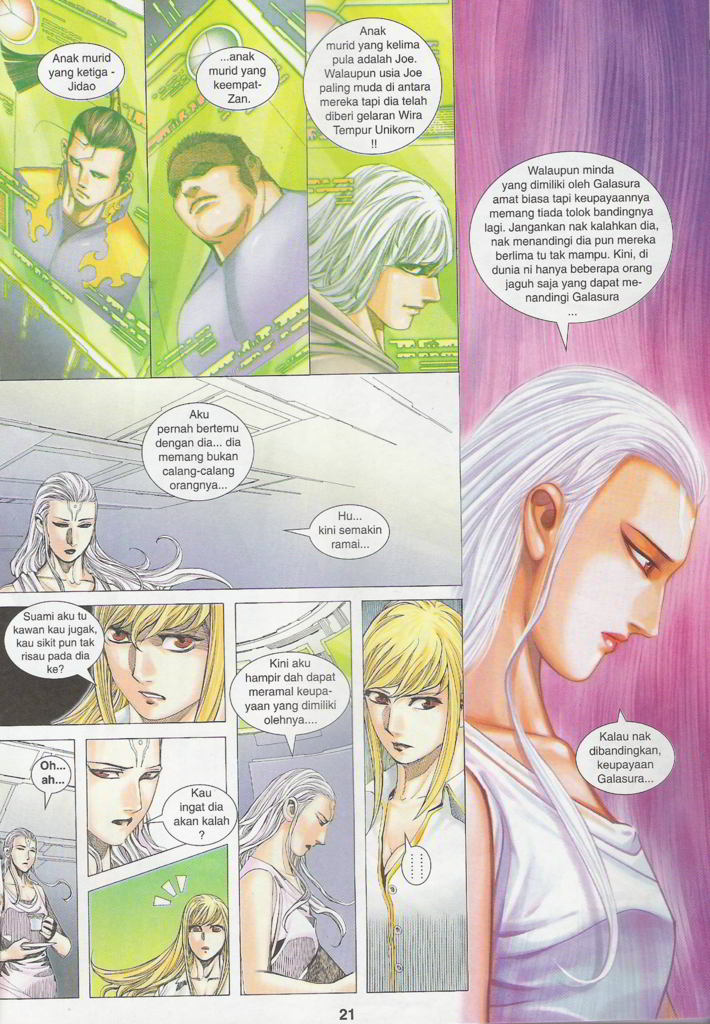 Anak murid
yang ketiga -
Jidao
...anak
murid yang
keempat-
Zan.
Anak
murid yang kelima
pula adalah Joe.
Walaupun usia Joe
paling muda di antara
mereka tapi dia telah
diberi gelaran Wira
Tempur Unikorn
!!
Walaupun minda
yang dimiliki oleh Galasura
amat biasa tapi keupayaannya
memang tiada tolok bandingnya
lagi. Jangankan nak kalahkan dia,
nak menandingi dia pun mereka
berlima tu tak mampu. Kini, di
dunia ni hanya beberapa orang
jaguh saja yang dapat me-
nandingi Galasura
...
Aku
pernah bertemu
dengan dia... dia
memang bukan
calang-calang
orangnya...
Hu...
kini semakin
ramai...
Suami aku tu
kawan kau jugak,
kau sikit pun tak
risau pada dia
ke?
Oh...
ah...
Kau
ingat dia
akan kalah
?
Kini aku
hampir dah dapat
meramal keupa-
yaan yang dimiliki
olehnya....
Kalau nak
dibandingkan,
keupayaan
Galasura...
21